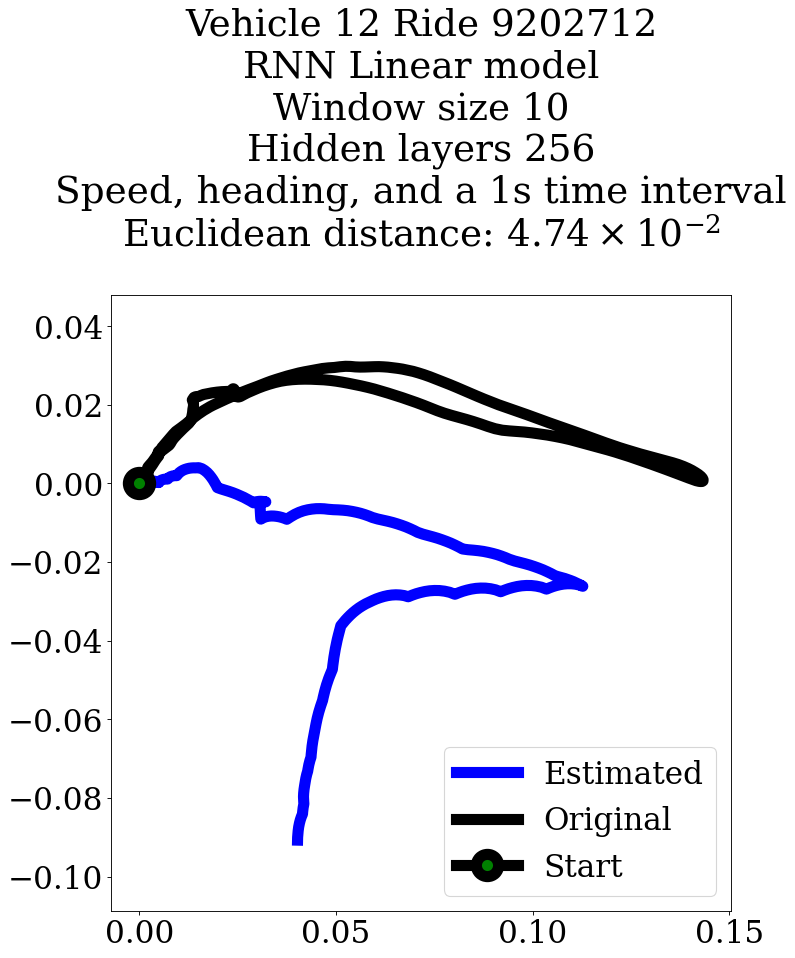 Vehicle 12 Ride 9202712
RNN Linear model
Window size 10
Hidden layers 256
Speed, heading, and a 1s time interval
Euclidean distance: 4.74 × 10⁻²
0.04
0.02
0.00
−0.02
−0.04
−0.06
−0.08
−0.10
Estimated
Original
Start
0.00 0.05 0.10 0.15